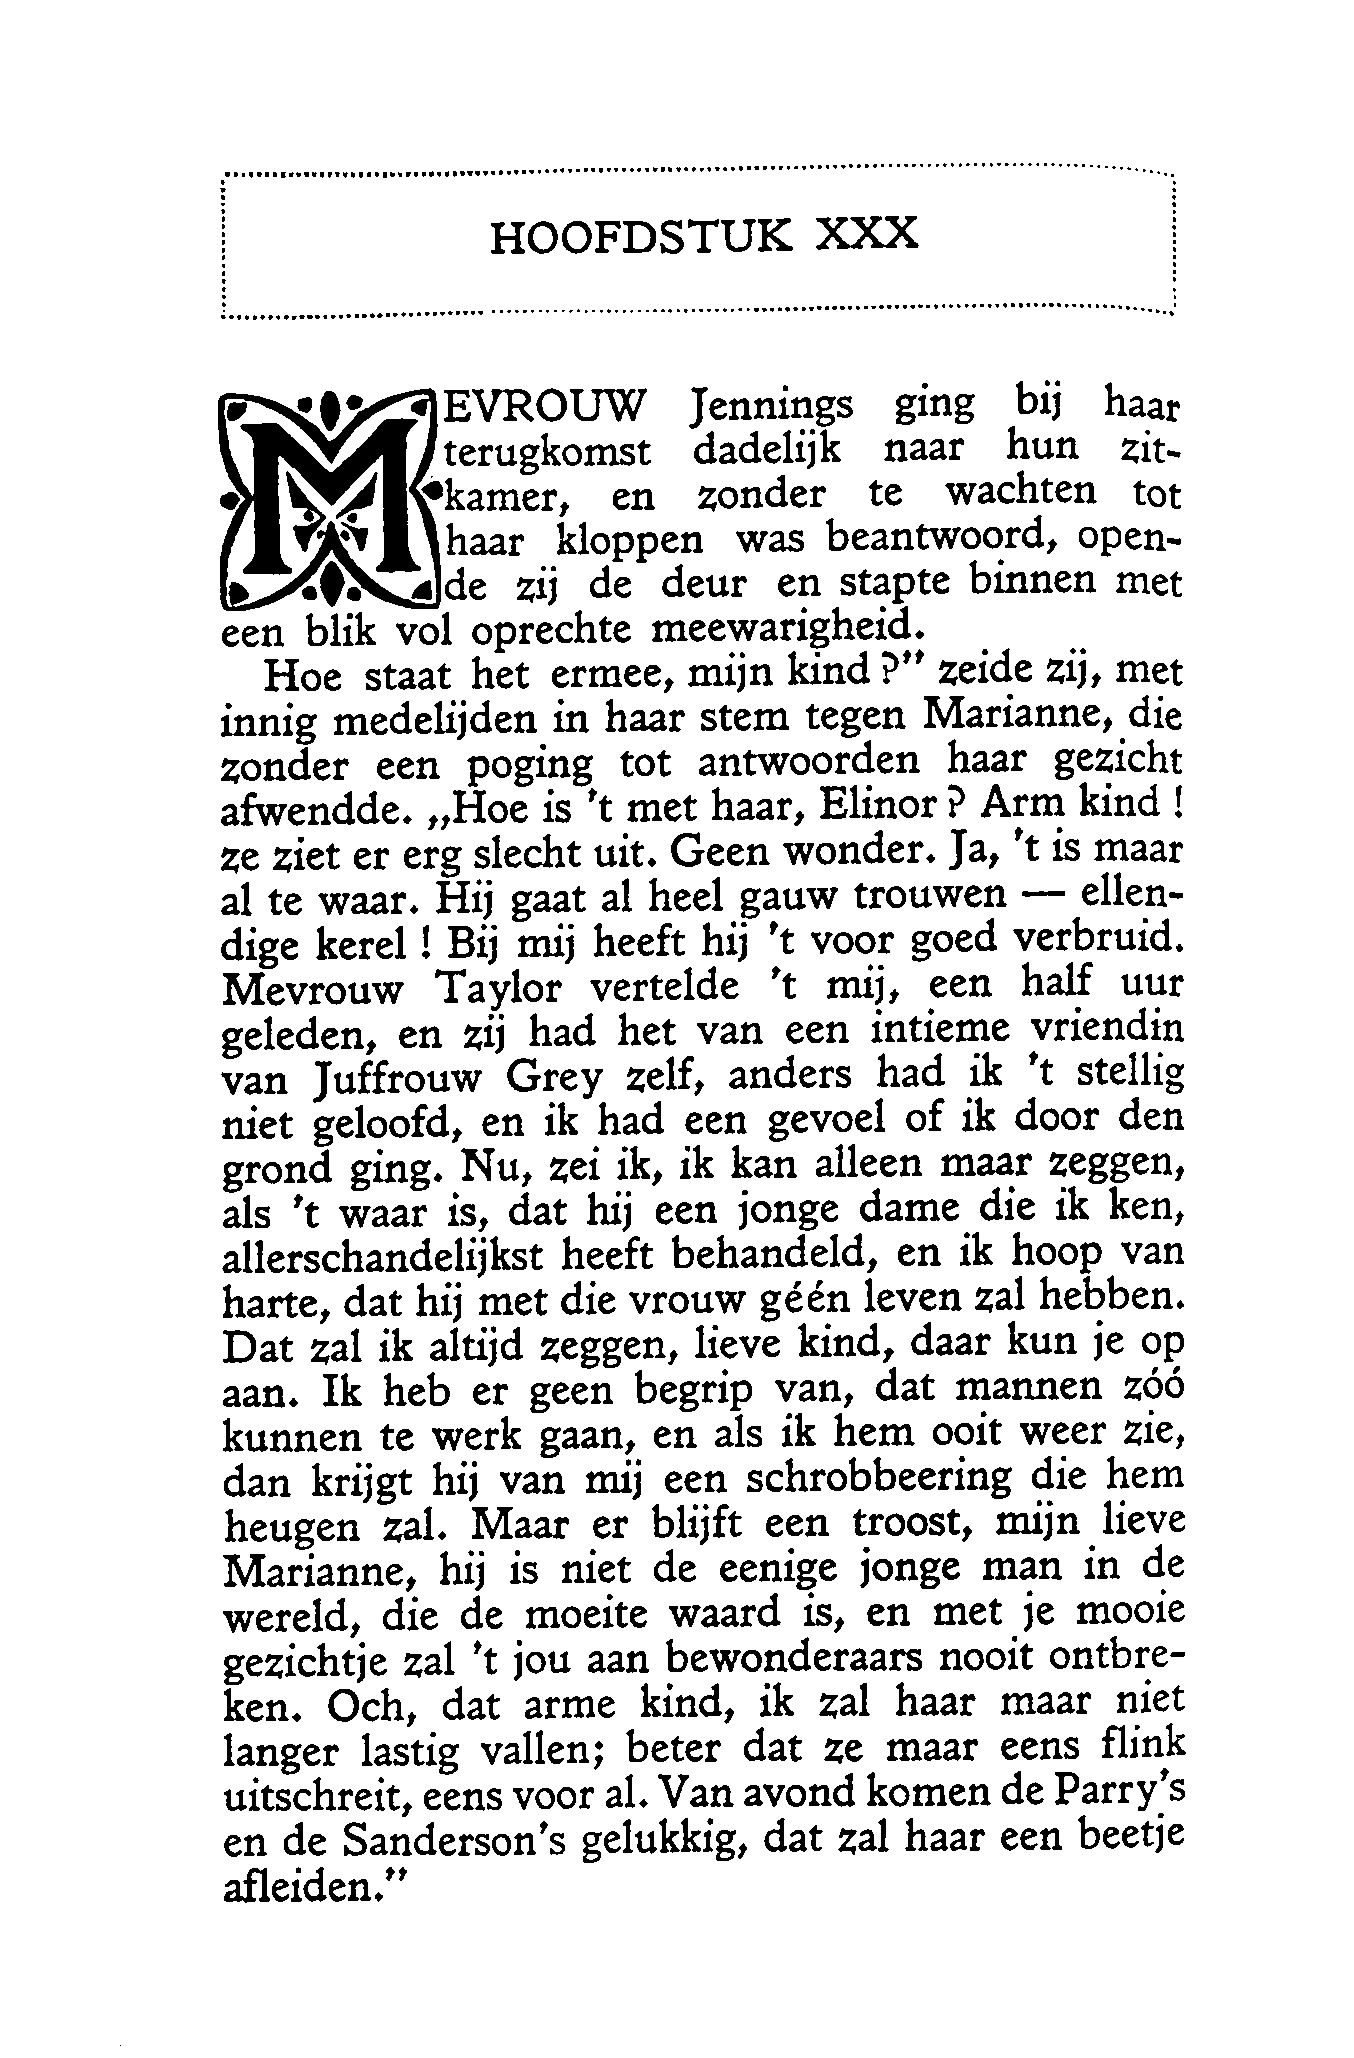 HOOFDSTUK XXX
MEVROUW Jennings ging bij haar
terugkomst dadelijk naar hun zit-
kamer, en zonder te wachten tot
haar kloppen was beantwoord, open-
de zij de deur en stapte binnen met
een blik vol oprechte meewarigheid.
Hoe staat het ermee, mijn kind?” zeide zij, met
innig medelijden in haar stem tegen Marianne, die
zonder een poging tot antwoorden haar gezicht
afwendde. „Hoe is 't met haar, Elinor? Arm kind!
ze ziet er erg slecht uit. Geen wonder. Ja, 't is maar
al te waar. Hij gaat al heel gauw trouwen — ellen-
dige kerel! Bij mij heeft hij 't voor goed verbruid.
Mevrouw Taylor vertelde 't mij, een half uur
geleden, en zij had het van een intieme vriendin
van Juffrouw Grey zelf, anders had ik 't stellig
niet geloofd, en ik had een gevoel of ik door den
grond ging. Nu, zei ik, ik kan alleen maar zeggen,
als 't waar is, dat hij een jonge dame die ik ken,
allerschandelijkst heeft behandeld, en ik hoop van
harte, dat hij met die vrouw géén leven zal hebben.
Dat zal ik altijd zeggen, lieve kind, daar kun je op
aan. Ik heb er geen begrip van, dat mannen zóó
kunnen te werk gaan, en als ik hem ooit weer zie,
dan krijgt hij van mij een schrobbeering die hem
heugen zal. Maar er blijft een troost, mijn lieve
Marianne, hij is niet de eenige jonge man in de
wereld, die de moeite waard is, en met je mooie
gezichtje zal 't jou aan bewonderaars nooit ontbre-
ken. Och, dat arme kind, ik zal haar maar niet
langer lastig vallen; beter dat ze maar eens flink
uitschreit, eens voor al. Van avond komen de Parry's
en de Sanderson's gelukkig, dat zal haar een beetje
afleiden.”